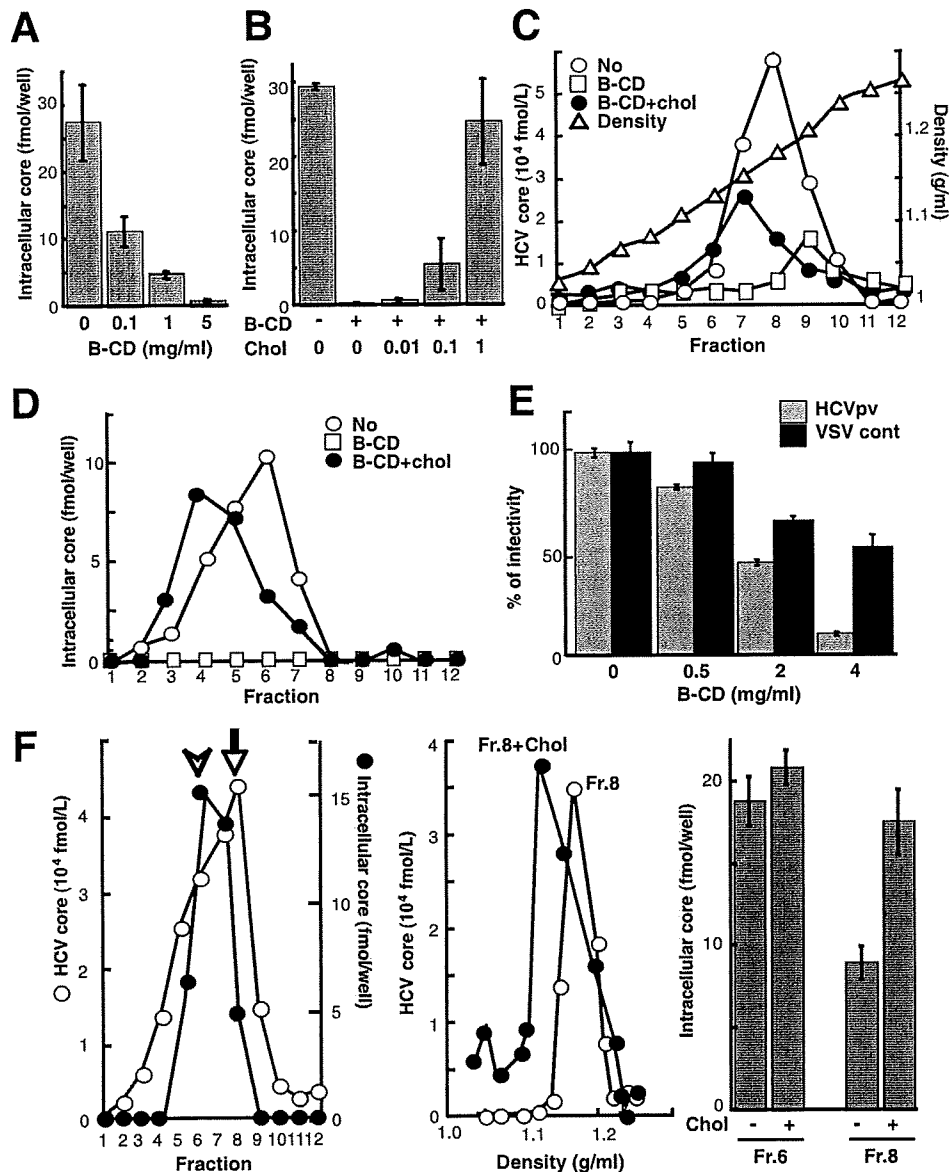 A
Intracellular core (fmol/well)
30
20
10
0
0 0.1 1 5
B-CD (mg/ml)
B
Intracellular core (fmol/well)
30
20
10
0
B-CD - + + + +
Chol 0 0 0.01 0.1 1
C
No
B-CD
B-CD+chol
Density
HCV core (10⁴ fmol/L)
5
4
3
2
1
0
Density (g/ml)
1.2
1.1
1
1 2 3 4 5 6 7 8 9 10 11 12
Fraction
D
No
B-CD
B-CD+chol
Intracellular core (fmol/well)
10
5
0
1 2 3 4 5 6 7 8 9 10 11 12
Fraction
E
HCVpv
VSV cont
% of infectivity
100
50
0
0 0.5 2 4
B-CD (mg/ml)
F
HCV core (10⁴ fmol/L)
4
3
2
1
0
Intracellular core (fmol/well)
15
10
5
0
1 2 3 4 5 6 7 8 9 10 11 12
Fraction
Fr.8+Chol
Fr.8
HCV core (10⁴ fmol/L)
4
3
2
1
0
1.0 1.1 1.2
Density (g/ml)
Intracellular core (fmol/well)
20
10
0
Chol - + - +
Fr.6 Fr.8